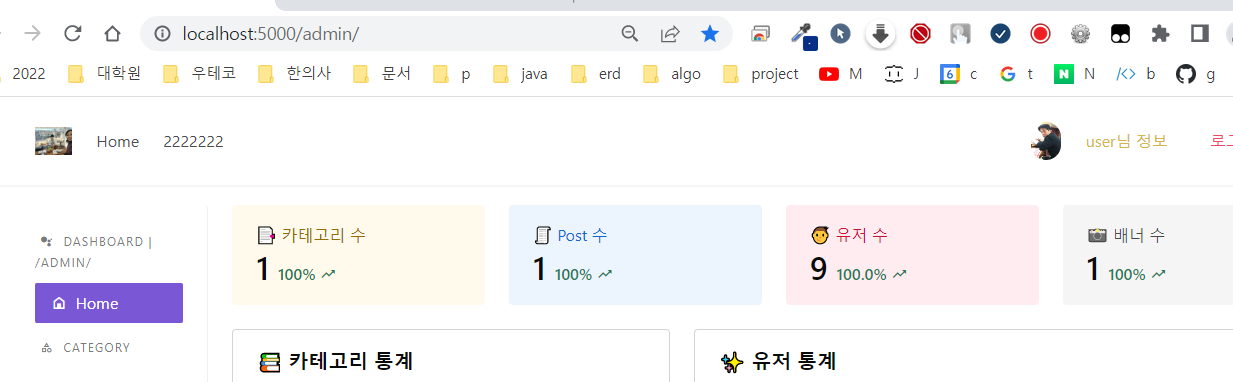 localhost:5000/admin/
2022 대학원 우테코 한의사 문서 p java erd algo project M J 6 c t N N b g
Home 2222222 user님 정보
카테고리 수 Post 수 유저 수 배너 수
1 100% 1 100% 9 100.0% 1 100%
DASHBOARD |
/ADMIN/
Home
CATEGORY
카테고리 통계 유저 통계